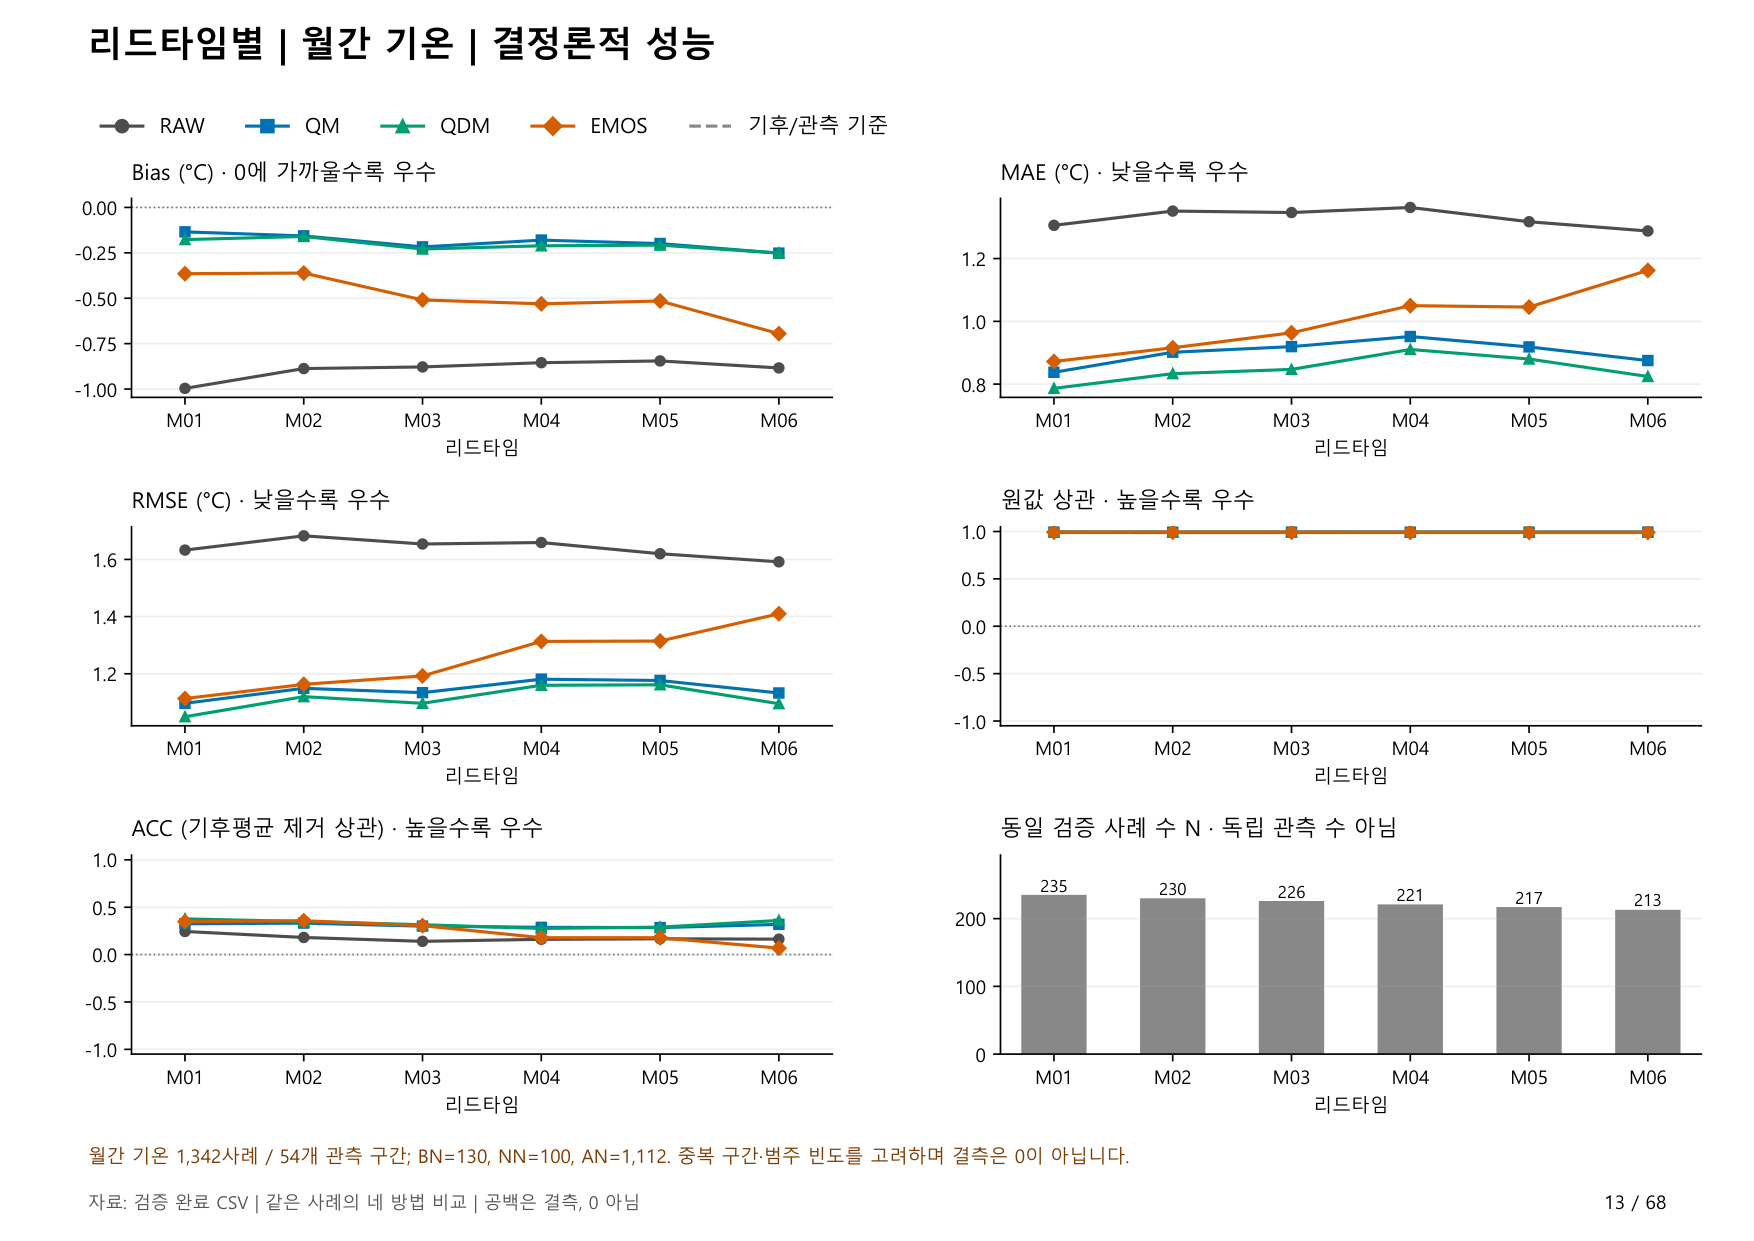 리드타임별 | 월간 기온 | 결정론적 성능
RAW QM QDM EMOS 기후/관측 기준
Bias (°C) · 0에 가까울수록 우수
0.00
-0.25
-0.50
-0.75
-1.00
M01 M02 M03 M04 M05 M06
리드타임
MAE (°C) · 낮을수록 우수
1.2
1.0
0.8
M01 M02 M03 M04 M05 M06
리드타임
RMSE (°C) · 낮을수록 우수
1.6
1.4
1.2
M01 M02 M03 M04 M05 M06
리드타임
원값 상관 · 높을수록 우수
1.0
0.5
0.0
-0.5
-1.0
M01 M02 M03 M04 M05 M06
리드타임
ACC (기후평균 제거 상관) · 높을수록 우수
1.0
0.5
0.0
-0.5
-1.0
M01 M02 M03 M04 M05 M06
리드타임
동일 검증 사례 수 N · 독립 관측 수 아님
235 230 226 221 217 213
200
100
0
M01 M02 M03 M04 M05 M06
리드타임
월간 기온 1,342사례 / 54개 관측 구간; BN=130, NN=100, AN=1,112. 중복 구간·범주 빈도를 고려하며 결측은 0이 아닙니다.
자료: 검증 완료 CSV | 같은 사례의 네 방법 비교 | 공백은 결측, 0 아님
13 / 68